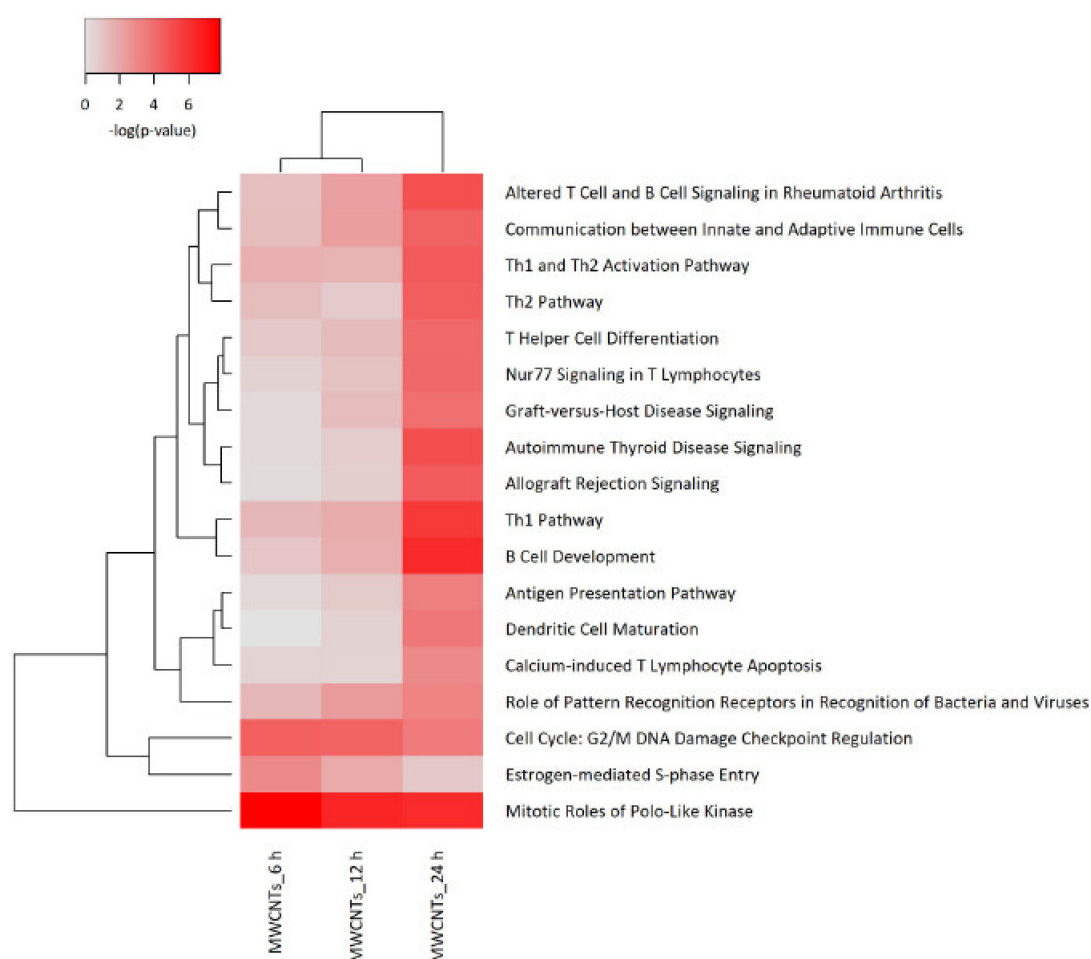 0 2 4 6
-log(p-value)
Altered T Cell and B Cell Signaling in Rheumatoid Arthritis
Communication between Innate and Adaptive Immune Cells
Th1 and Th2 Activation Pathway
Th2 Pathway
T Helper Cell Differentiation
Nur77 Signaling in T Lymphocytes
Graft-versus-Host Disease Signaling
Autoimmune Thyroid Disease Signaling
Allograft Rejection Signaling
Th1 Pathway
B Cell Development
Antigen Presentation Pathway
Dendritic Cell Maturation
Calcium-induced T Lymphocyte Apoptosis
Role of Pattern Recognition Receptors in Recognition of Bacteria and Viruses
Cell Cycle: G2/M DNA Damage Checkpoint Regulation
Estrogen-mediated S-phase Entry
Mitotic Roles of Polo-Like Kinase
MWCNTs_6 h
MWCNTs_12 h
MWCNTs_24 h